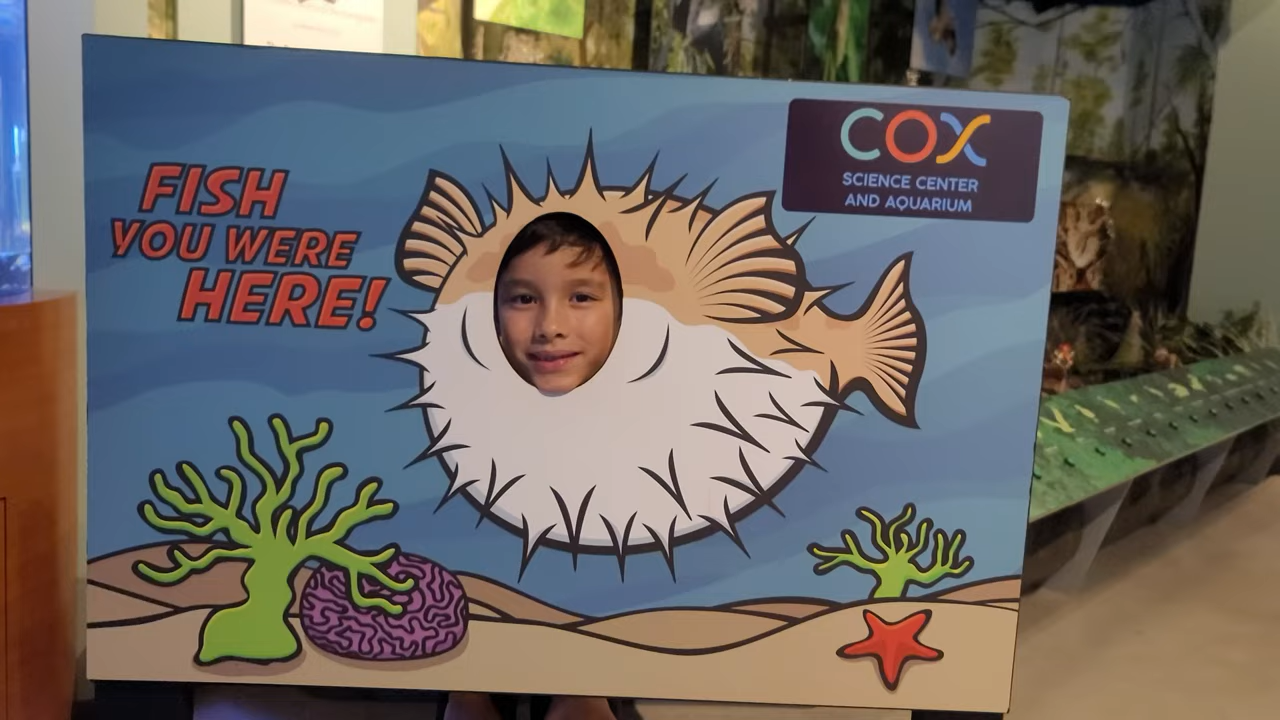 FISH
YOU WERE
HERE!
COX
SCIENCE CENTER
AND AQUARIUM